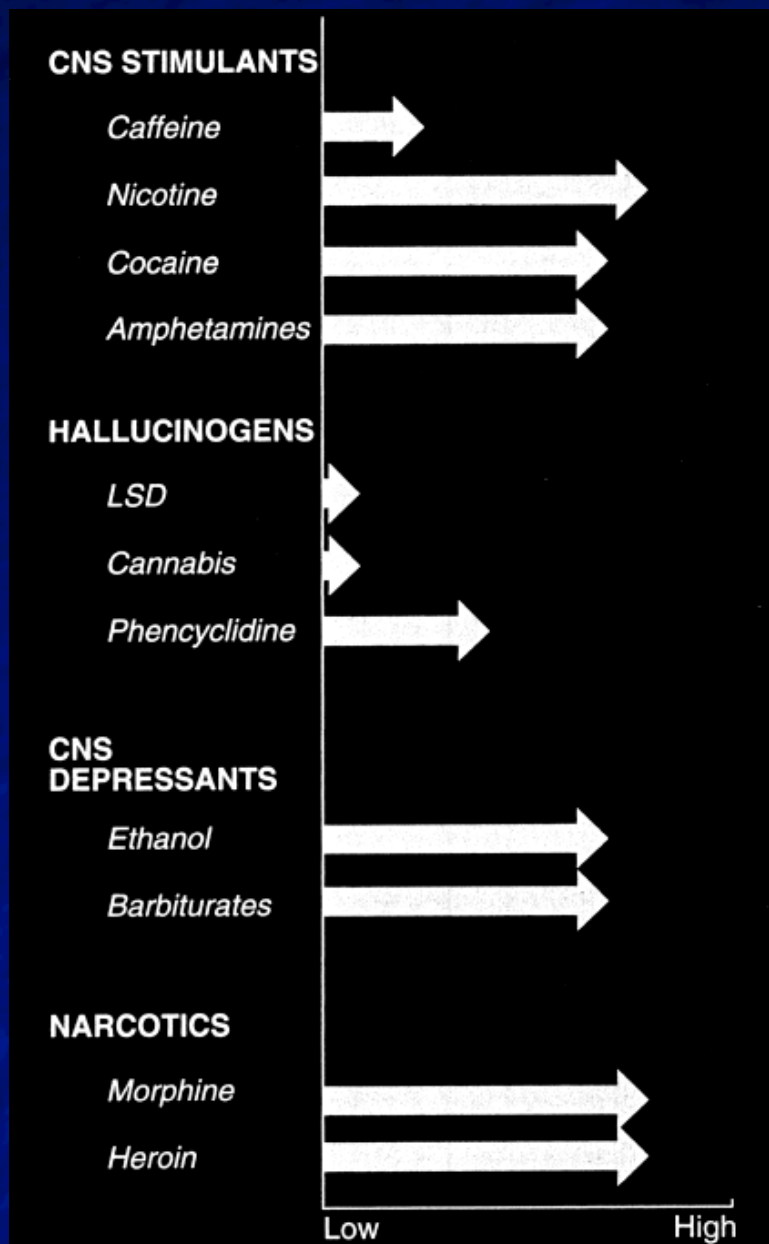 CNS STIMULANTS
Caffeine
Nicotine
Cocaine
Amphetamines
HALLUCINOGENS
LSD
Cannabis
Phencyclidine
CNS
DEPRESSANTS
Ethanol
Barbiturates
NARCOTICS
Morphine
Heroin
Low High